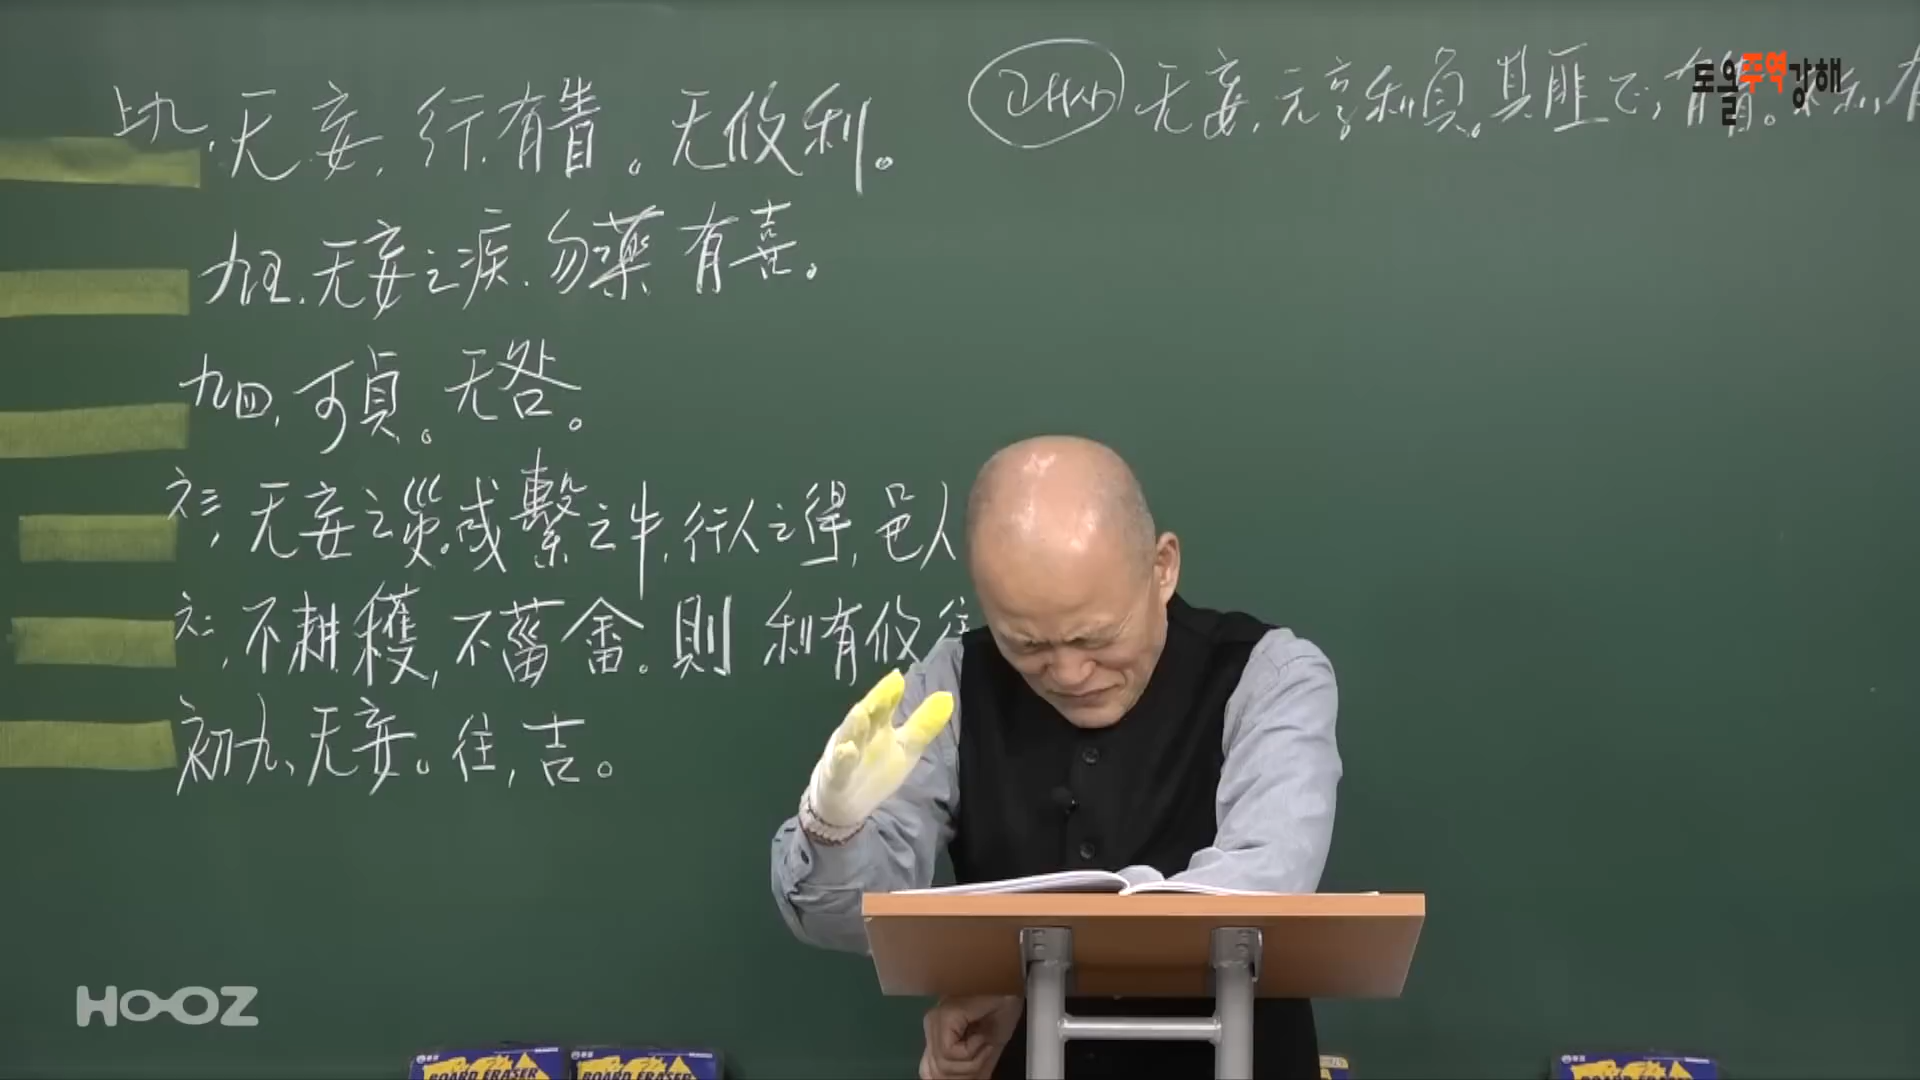 上九. 无妄, 行, 有眚。无攸利。
괘사 无妄, 元亨利貞。其匪正, 有眚。不利有
도올주역강해
九五. 无妄之疾. 勿藥有喜。
九四, 可貞。无咎。
六三, 无妄之災。或繫之牛, 行人之得, 邑人
六二, 不耕穫, 不菑畬。則利有攸往
初九、无妄。往, 吉。
HOOZ
BOARD ERASER
BOARD ERASER
BOARD ERASER